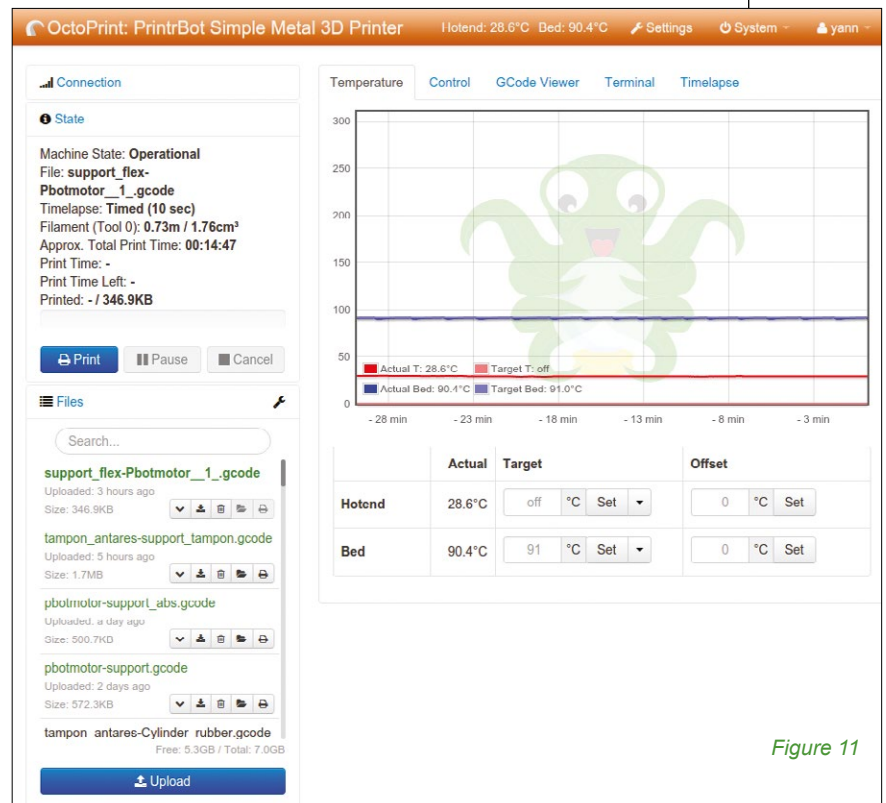 OctoPrint: PrintrBot Simple Metal 3D Printer
Hotend: 28.6°C Bed: 90.4°C
Settings
System
yann
Connection
State
Machine State: Operational
File: support_flex-
Pbotmotor__1_.gcode
Timelapse: Timed (10 sec)
Filament (Tool 0): 0.73m / 1.76cm³
Approx. Total Print Time: 00:14:47
Print Time: -
Print Time Left: -
Printed: - / 346.9KB
Print
Pause
Cancel
Files
Search...
support_flex-Pbotmotor__1_.gcode
Uploaded: 3 hours ago
Size: 346.9KB
tampon_antares-support_tampon.gcode
Uploaded: 5 hours ago
Size: 1.7MB
pbotmotor-support_abs.gcode
Uploaded: a day ago
Size: 500.7KB
pbotmotor-support.gcode
Uploaded: 2 days ago
Size: 572.3KB
tampon_antares-Cylinder_rubber.gcode
Free: 5.3GB / Total: 7.0GB
Upload
Temperature Control GCode Viewer Terminal Timelapse
300
250
200
150
100
50
0
Actual T: 28.6°C Target T: off
Actual Bed: 90.4°C Target Bed: 91.0°C
- 28 min - 23 min - 18 min - 13 min - 8 min - 3 min
Actual Target Offset
Hotend 28.6°C off °C Set 0 °C Set
Bed 90.4°C 91 °C Set 0 °C Set
Figure 11